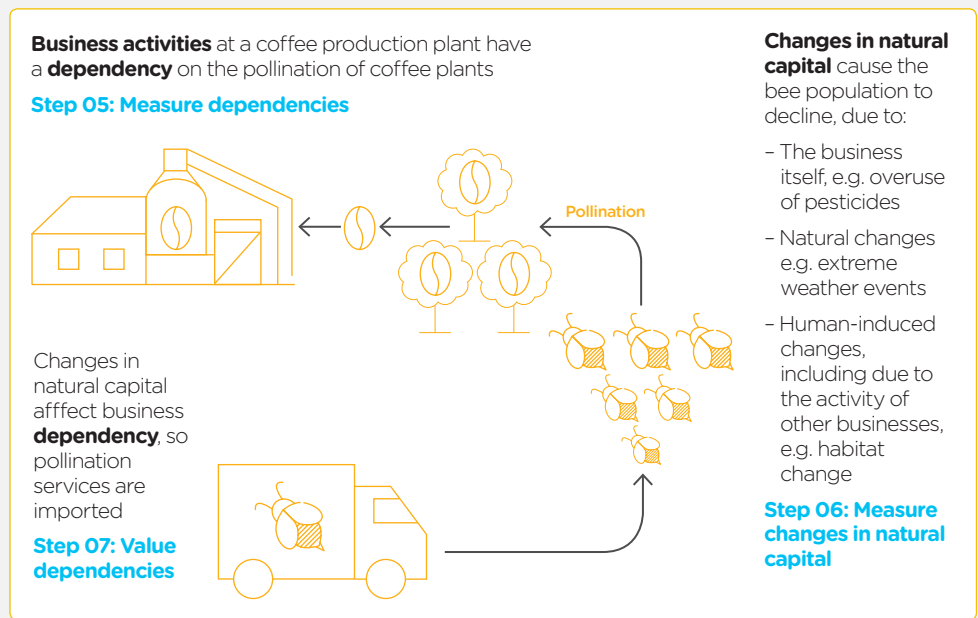 Business activities at a coffee production plant have
a dependency on the pollination of coffee plants
Step 05: Measure dependencies
Pollination
Changes in
natural capital
afffect business
dependency, so
pollination
services are
imported
Step 07: Value
dependencies
Changes in natural
capital cause the
bee population to
decline, due to:
– The business
itself, e.g. overuse
of pesticides
– Natural changes
e.g. extreme
weather events
– Human-induced
changes,
including due to
the activity of
other businesses,
e.g. habitat
change
Step 06: Measure
changes in natural
capital